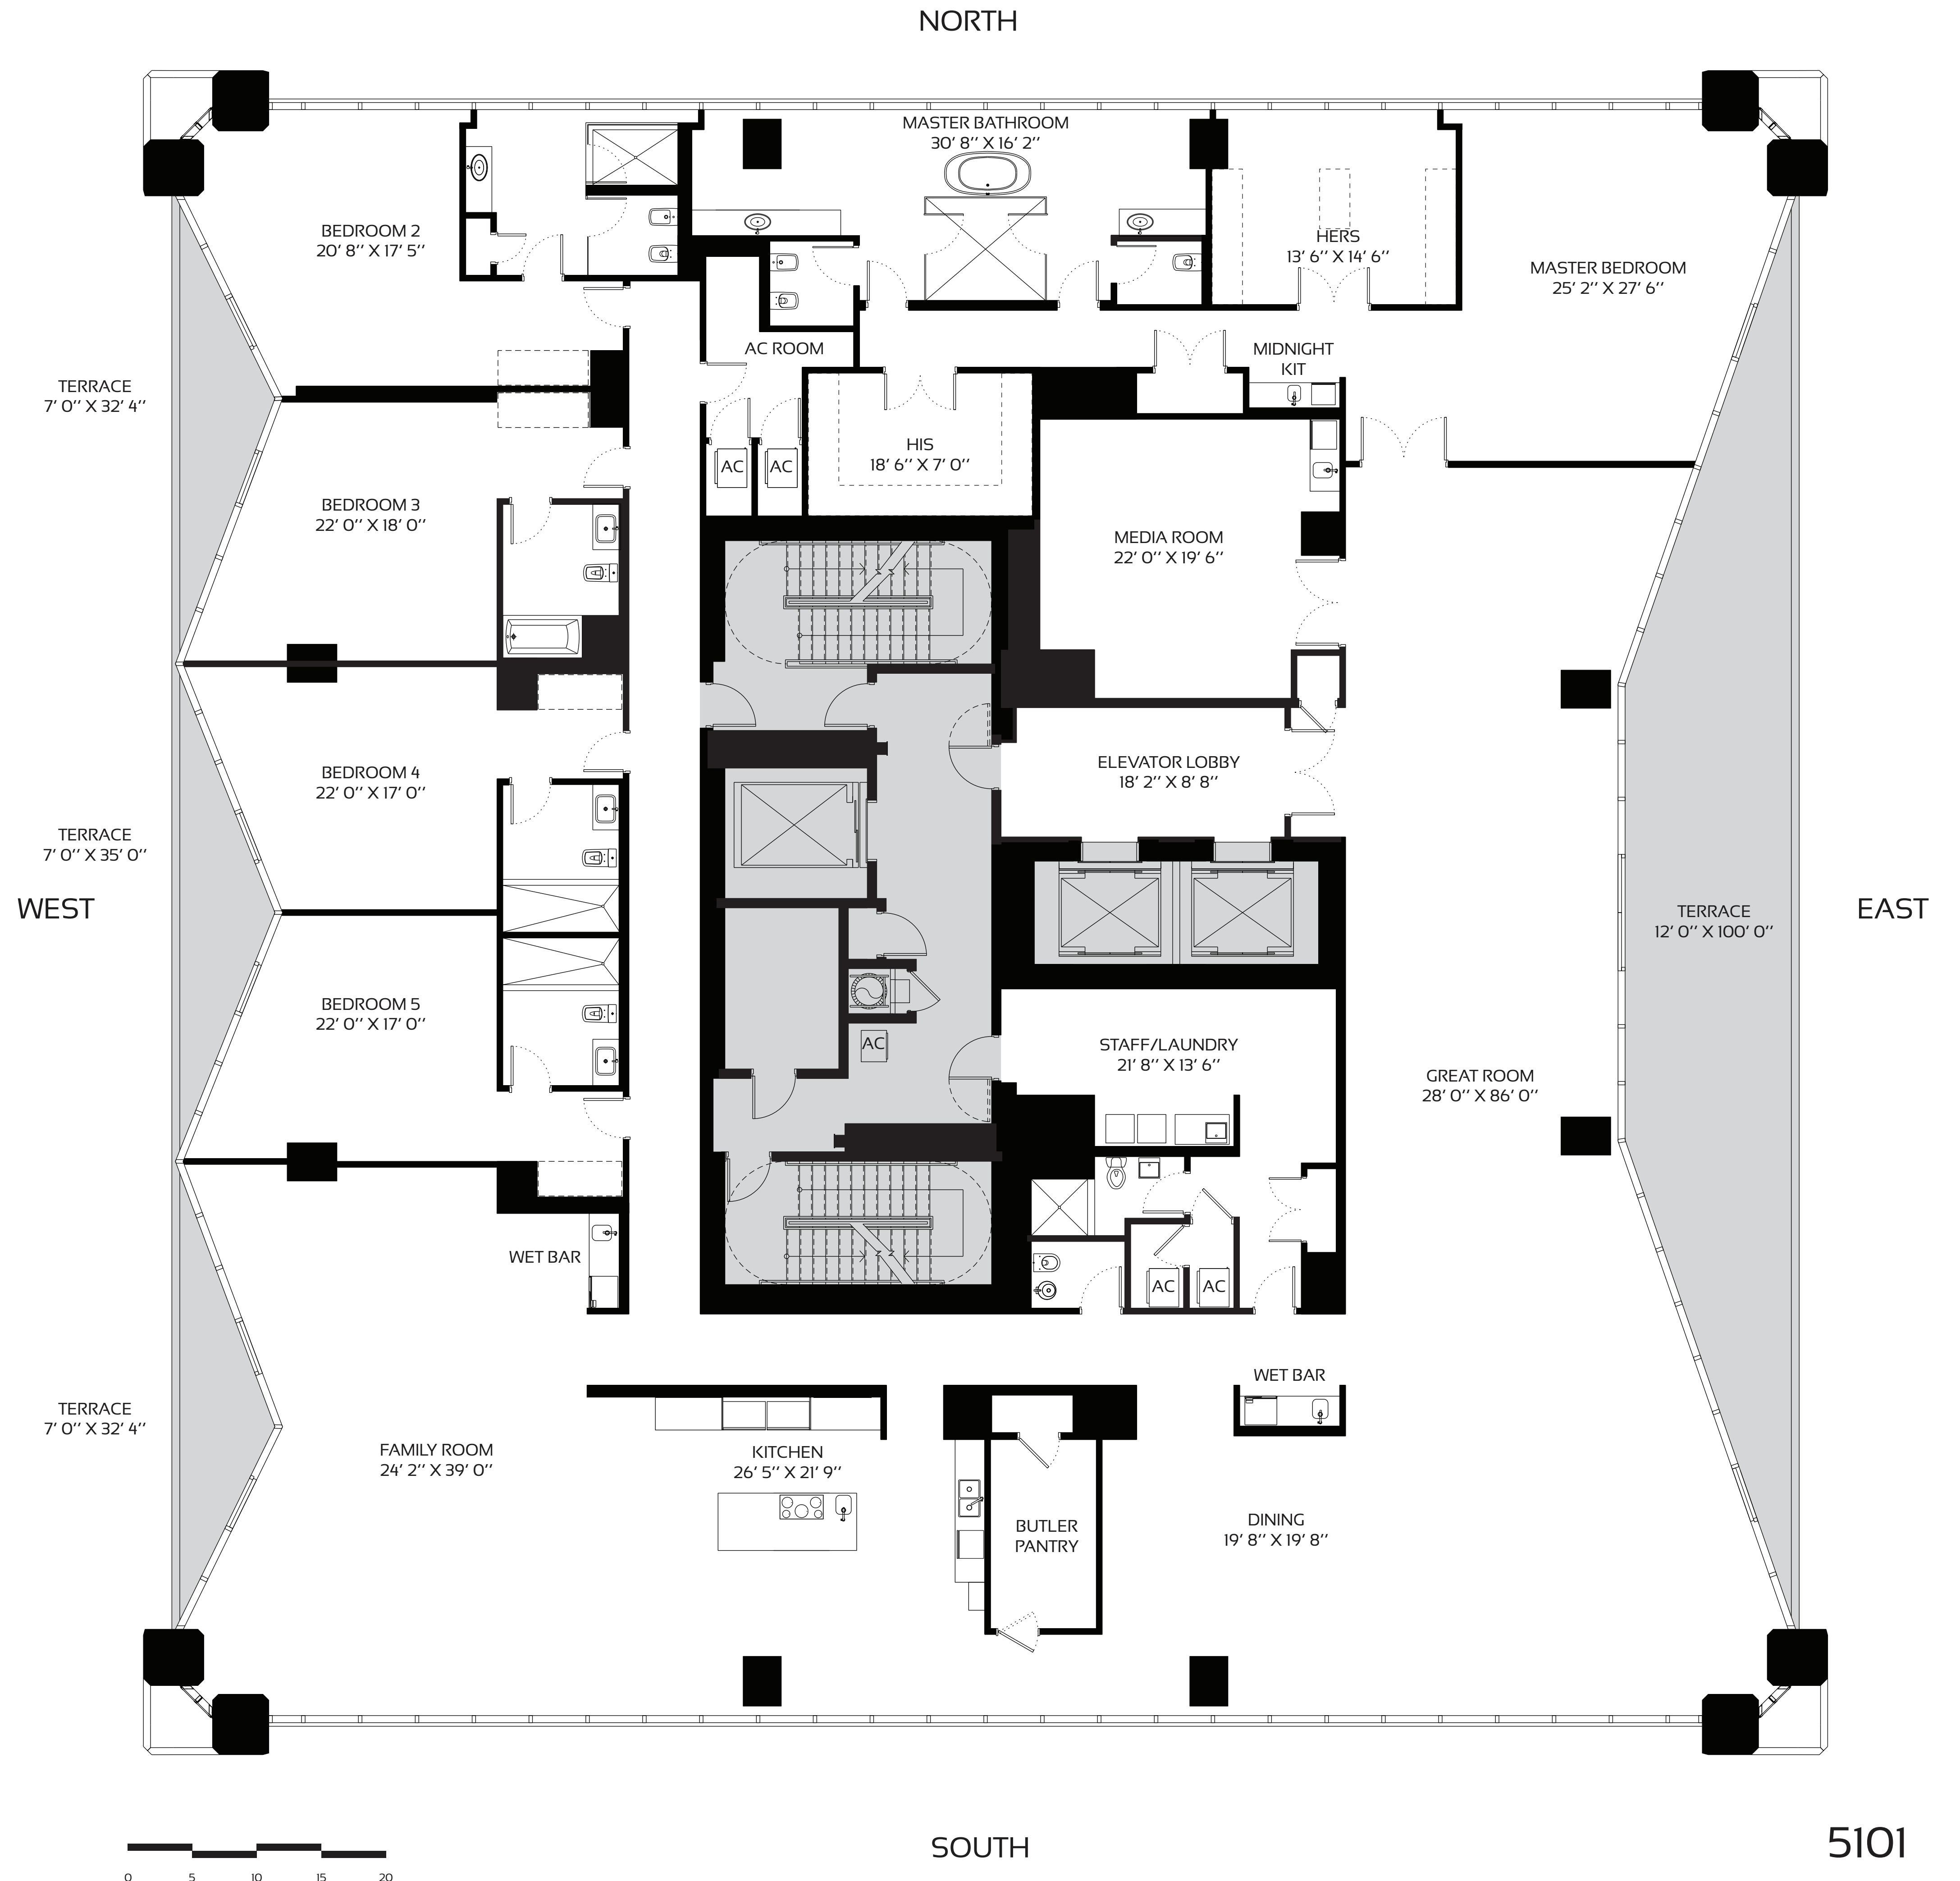 NORTH
MASTER BATHROOM
30' 8'' X 16' 2''
BEDROOM 2
20' 8'' X 17' 5''
HERS
13' 6'' X 14' 6''
MASTER BEDROOM
25' 2'' X 27' 6''
AC ROOM
MIDNIGHT
KIT
TERRACE
7' 0'' X 32' 4''
HIS
18' 6'' X 7' 0''
AC
AC
BEDROOM 3
22' 0'' X 18' 0''
MEDIA ROOM
22' 0'' X 19' 6''
ELEVATOR LOBBY
18' 2'' X 8' 8''
BEDROOM 4
22' 0'' X 17' 0''
TERRACE
7' 0'' X 35' 0''
WEST
EAST
TERRACE
12' 0'' X 100' 0''
BEDROOM 5
22' 0'' X 17' 0''
AC
STAFF/LAUNDRY
21' 8'' X 13' 6''
GREAT ROOM
28' 0'' X 86' 0''
WET BAR
AC
AC
WET BAR
TERRACE
7' 0'' X 32' 4''
FAMILY ROOM
24' 2'' X 39' 0''
KITCHEN
26' 5'' X 21' 9''
BUTLER
PANTRY
DINING
19' 8'' X 19' 8''
SOUTH
5101
0 5 10 15 20